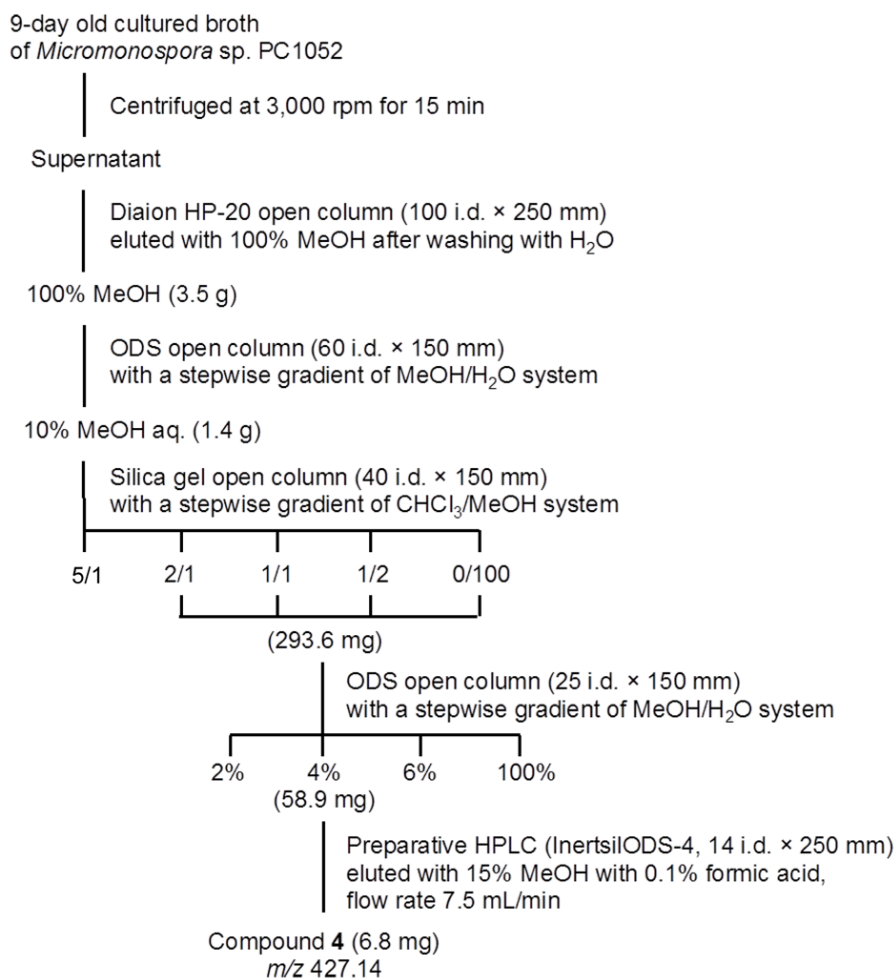 9-day old cultured broth
of Micromonospora sp. PC1052
Centrifuged at 3,000 rpm for 15 min
Supernatant
Diaion HP-20 open column (100 i.d. × 250 mm)
eluted with 100% MeOH after washing with H₂O
100% MeOH (3.5 g)
ODS open column (60 i.d. × 150 mm)
with a stepwise gradient of MeOH/H₂O system
10% MeOH aq. (1.4 g)
Silica gel open column (40 i.d. × 150 mm)
with a stepwise gradient of CHCl₃/MeOH system
5/1 2/1 1/1 1/2 0/100
(293.6 mg)
ODS open column (25 i.d. × 150 mm)
with a stepwise gradient of MeOH/H₂O system
2% 4% 6% 100%
(58.9 mg)
Preparative HPLC (InertsilODS-4, 14 i.d. × 250 mm)
eluted with 15% MeOH with 0.1% formic acid,
flow rate 7.5 mL/min
Compound 4 (6.8 mg)
m/z 427.14